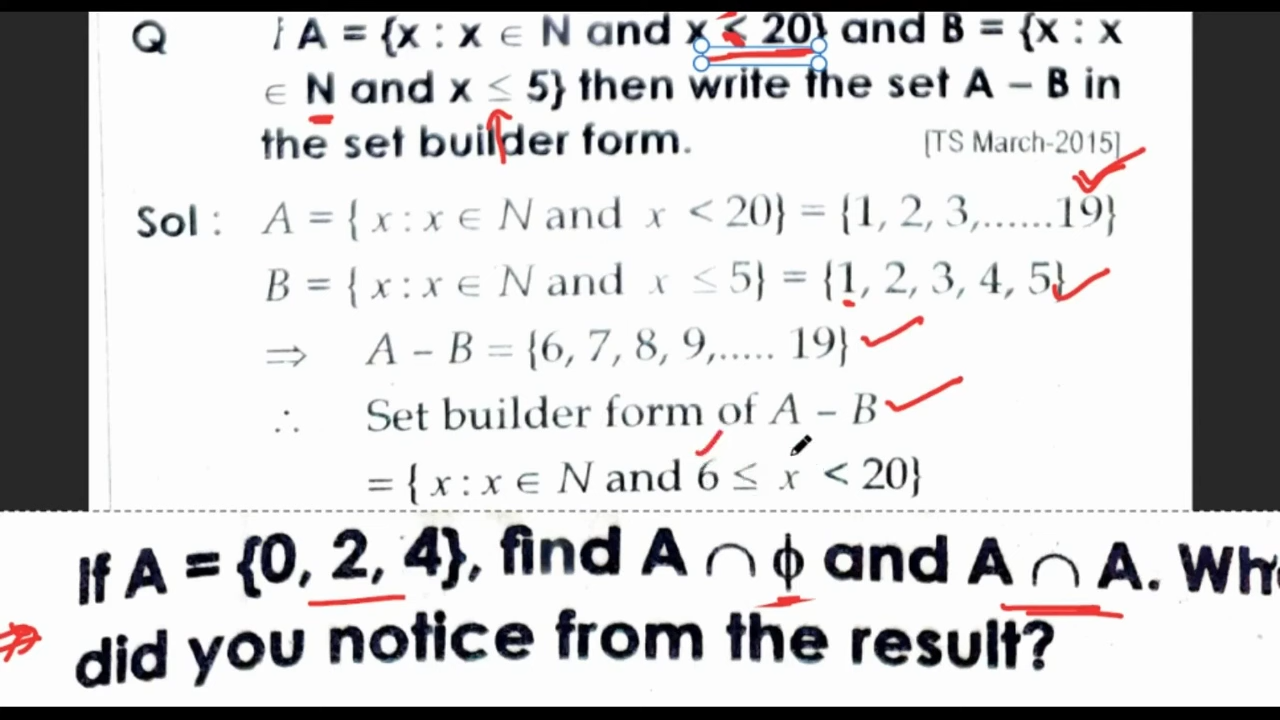 Q A = {x : x ∈ N and x < 20} and B = {x : x
∈ N and x ≤ 5} then write the set A – B in
the set builder form. [TS March-2015]
Sol : A = { x : x ∈ N and x < 20} = {1, 2, 3,......19}
B = { x : x ∈ N and x ≤ 5} = {1, 2, 3, 4, 5}
⇒ A – B = {6, 7, 8, 9,..... 19}
∴ Set builder form of A – B
= { x : x ∈ N and 6 ≤ x < 20}
If A = {0, 2, 4}, find A ∩ ϕ and A ∩ A.
did you notice from the result?